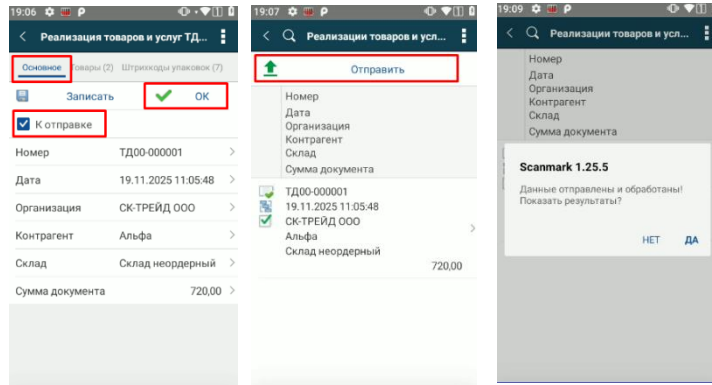 19:06
Реализация товаров и услуг ТД...
Основное
Товары (2)
Штрихкоды упаковок (7)
Записать
ОК
К отправке
Номер
ТД00-000001
Дата
19.11.2025 11:05:48
Организация
СК-ТРЕЙД ООО
Контрагент
Альфа
Склад
Склад неордерный
Сумма документа
720,00
19:07
Реализации товаров и усл...
Отправить
Номер
Дата
Организация
Контрагент
Склад
Сумма документа
ТД00-000001
19.11.2025 11:05:48
СК-ТРЕЙД ООО
Альфа
Склад неордерный
720,00
19:09
Реализации товаров и усл...
Номер
Дата
Организация
Контрагент
Склад
Сумма документа
Scanmark 1.25.5
Данные отправлены и обработаны!
Показать результаты?
НЕТ
ДА